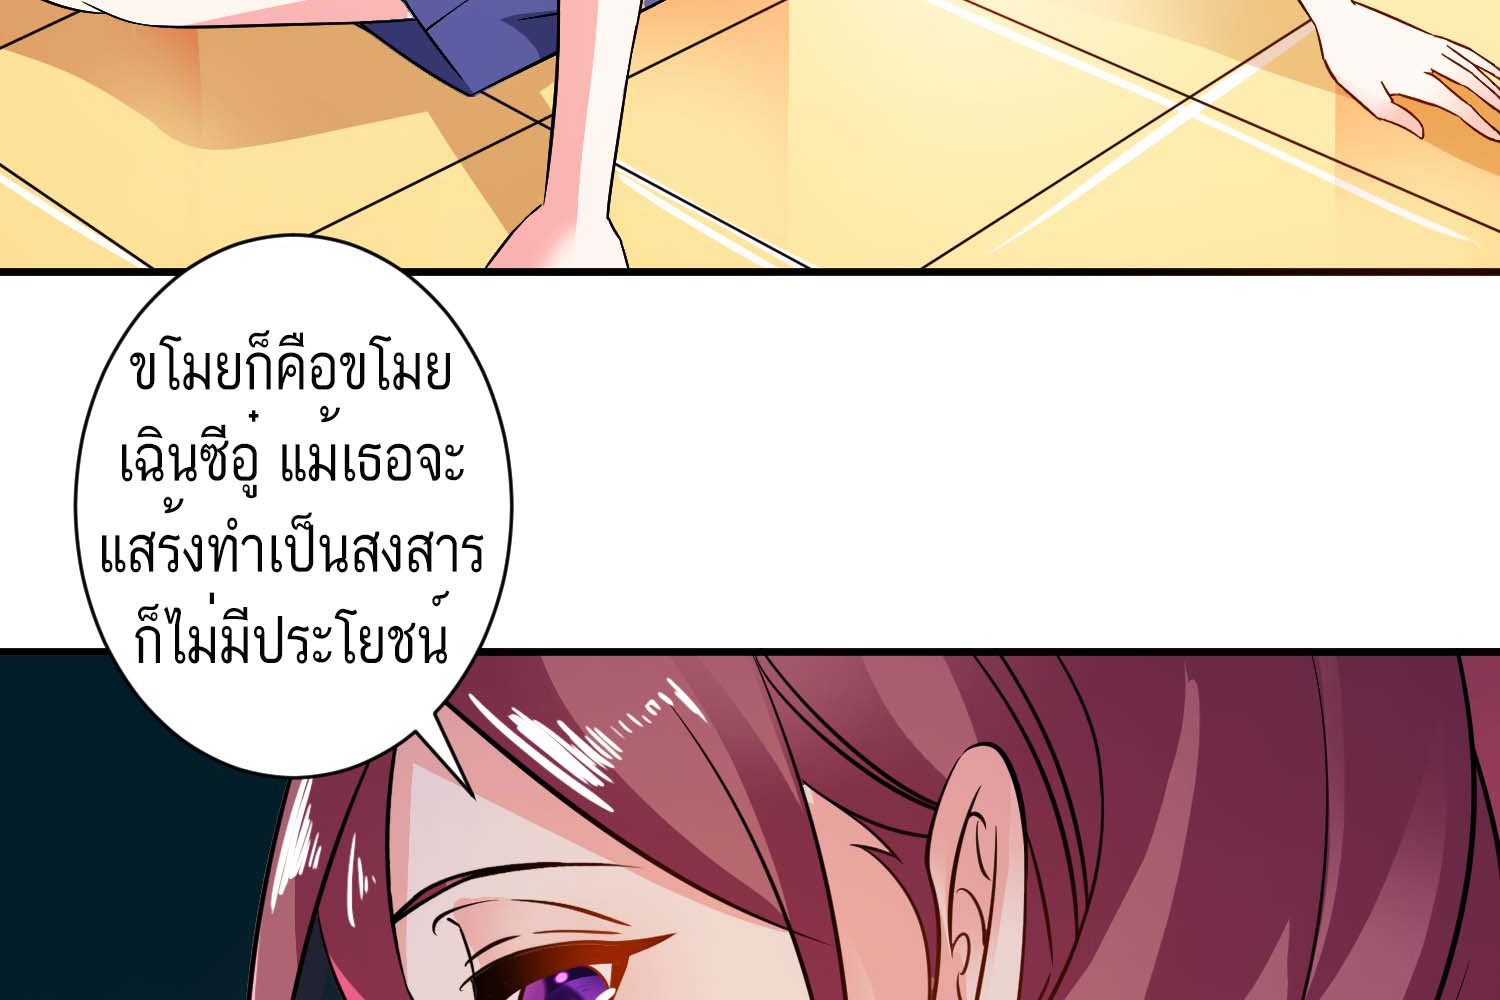 ขโมยก็คือขโมย
เฉินซีอู๋ แม้เธอจะ
แสร้งทำเป็นสงสาร
ก็ไม่มีประโยชน์